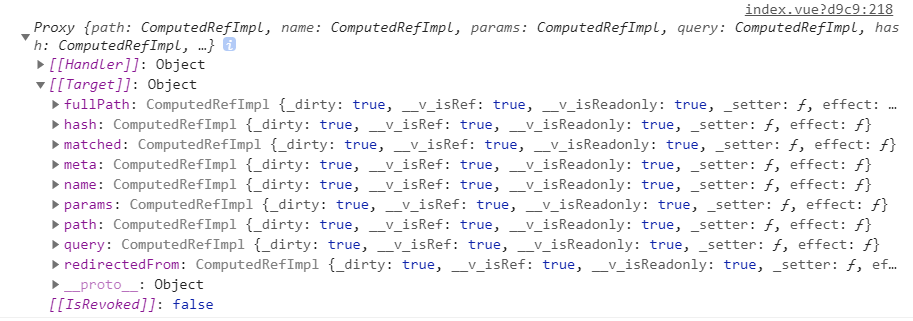 index.vue?d9c9:218
Proxy {path: ComputedRefImpl, name: ComputedRefImpl, params: ComputedRefImpl, query: ComputedRefImpl, has
h: ComputedRefImpl, …} i
[[Handler]]: Object
[[Target]]: Object
fullPath: ComputedRefImpl {_dirty: true, __v_isRef: true, __v_isReadonly: true, _setter: ƒ, effect: …
hash: ComputedRefImpl {_dirty: true, __v_isRef: true, __v_isReadonly: true, _setter: ƒ, effect: ƒ}
matched: ComputedRefImpl {_dirty: true, __v_isRef: true, __v_isReadonly: true, _setter: ƒ, effect: ƒ}
meta: ComputedRefImpl {_dirty: true, __v_isRef: true, __v_isReadonly: true, _setter: ƒ, effect: ƒ}
name: ComputedRefImpl {_dirty: true, __v_isRef: true, __v_isReadonly: true, _setter: ƒ, effect: ƒ}
params: ComputedRefImpl {_dirty: true, __v_isRef: true, __v_isReadonly: true, _setter: ƒ, effect: ƒ}
path: ComputedRefImpl {_dirty: true, __v_isRef: true, __v_isReadonly: true, _setter: ƒ, effect: ƒ}
query: ComputedRefImpl {_dirty: true, __v_isRef: true, __v_isReadonly: true, _setter: ƒ, effect: ƒ}
redirectedFrom: ComputedRefImpl {_dirty: true, __v_isRef: true, __v_isReadonly: true, _setter: ƒ, ef…
__proto__: Object
[[IsRevoked]]: false